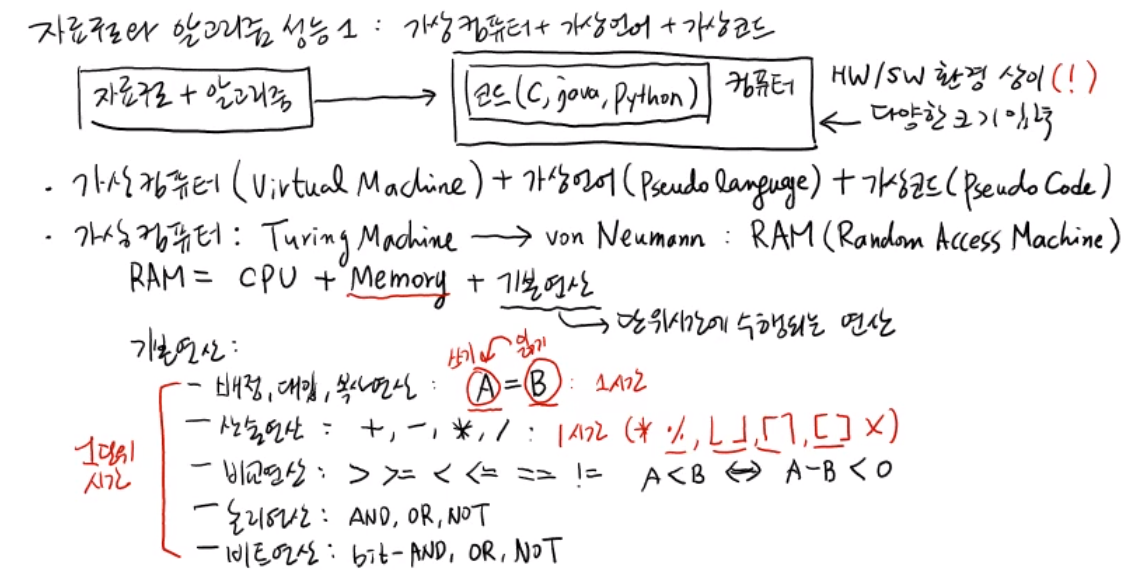 자료구조와 알고리즘 성능 1 : 가상컴퓨터 + 가상언어 + 가상코드
자료구조 + 알고리즘
코드(C, java, Python)
컴퓨터
HW/SW 환경 상이(!)
다양한 크기 입력
· 가상컴퓨터 (Virtual Machine) + 가상언어 (Pseudo language) + 가상코드 (Pseudo Code)
· 가상컴퓨터 : Turing Machine → von Neumann : RAM (Random Access Machine)
RAM = CPU + Memory + 기본연산
→ 단위시간에 수행되는 연산
기본연산 :
쓰기 읽기
- 배정, 대입, 복사연산 : A = B : 1시간
- 산술연산 : +, -, *, / : 1시간 (* %, ⌊ ⌋, ⌈ ⌉, [ ] X)
1단위
시간
- 비교연산 : > >= < <= == != A < B ⇔ A - B < 0
- 논리연산 : AND, OR, NOT
- 비트연산 : bit-AND, OR, NOT